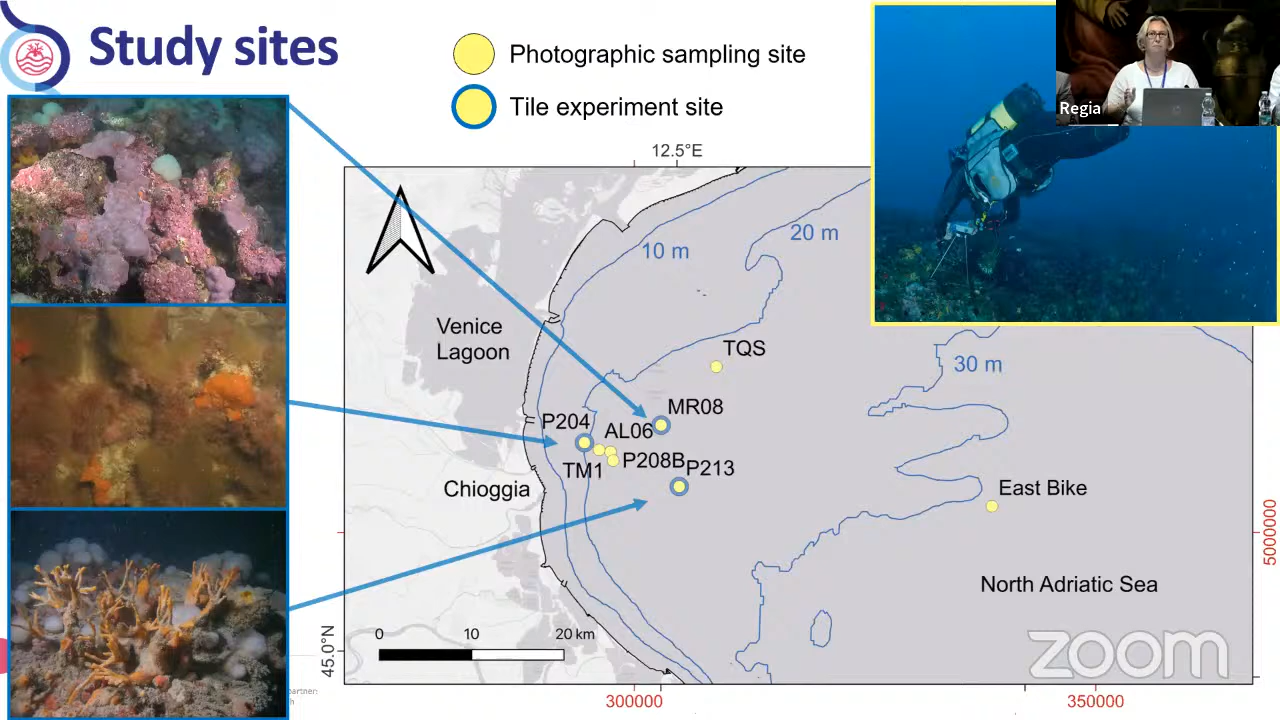 Study sites
Photographic sampling site
Tile experiment site
Regia
12.5°E
10 m
20 m
30 m
Venice
Lagoon
TQS
MR08
P204
AL06
TM1
P208B
P213
Chioggia
East Bike
North Adriatic Sea
0 10 20 km
45.0°N
5000000
300000
350000
zoom